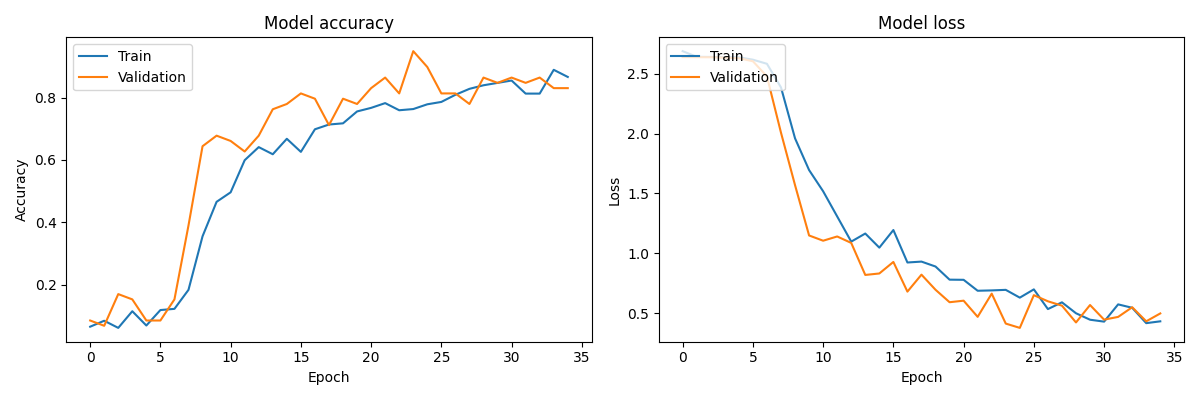 Model accuracy
Train
Validation
0.8
0.6
0.4
0.2
Accuracy
0 5 10 15 20 25 30 35
Epoch
Model loss
Train
Validation
2.5
2.0
1.5
1.0
0.5
Loss
0 5 10 15 20 25 30 35
Epoch